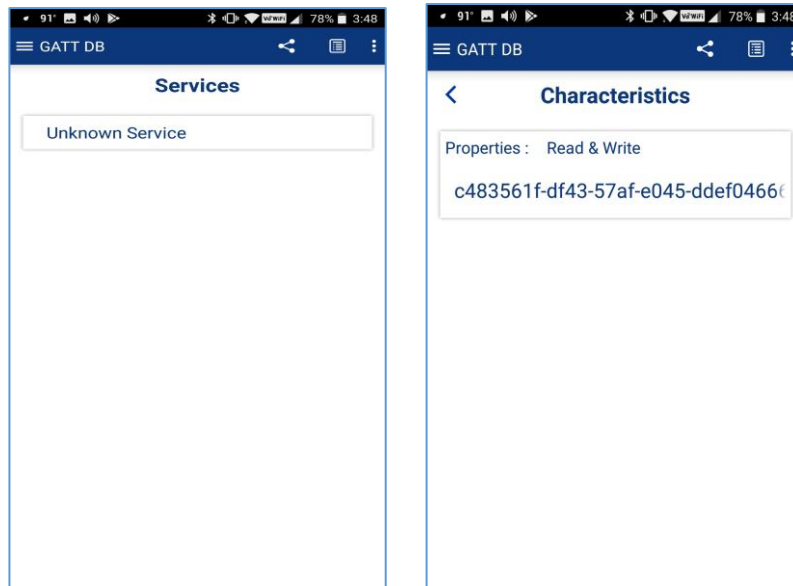 91° 78% 3:48
GATT DB
Services
Unknown Service
91° 78% 3:48
GATT DB
Characteristics
Properties : Read & Write
c483561f-df43-57af-e045-ddef04666